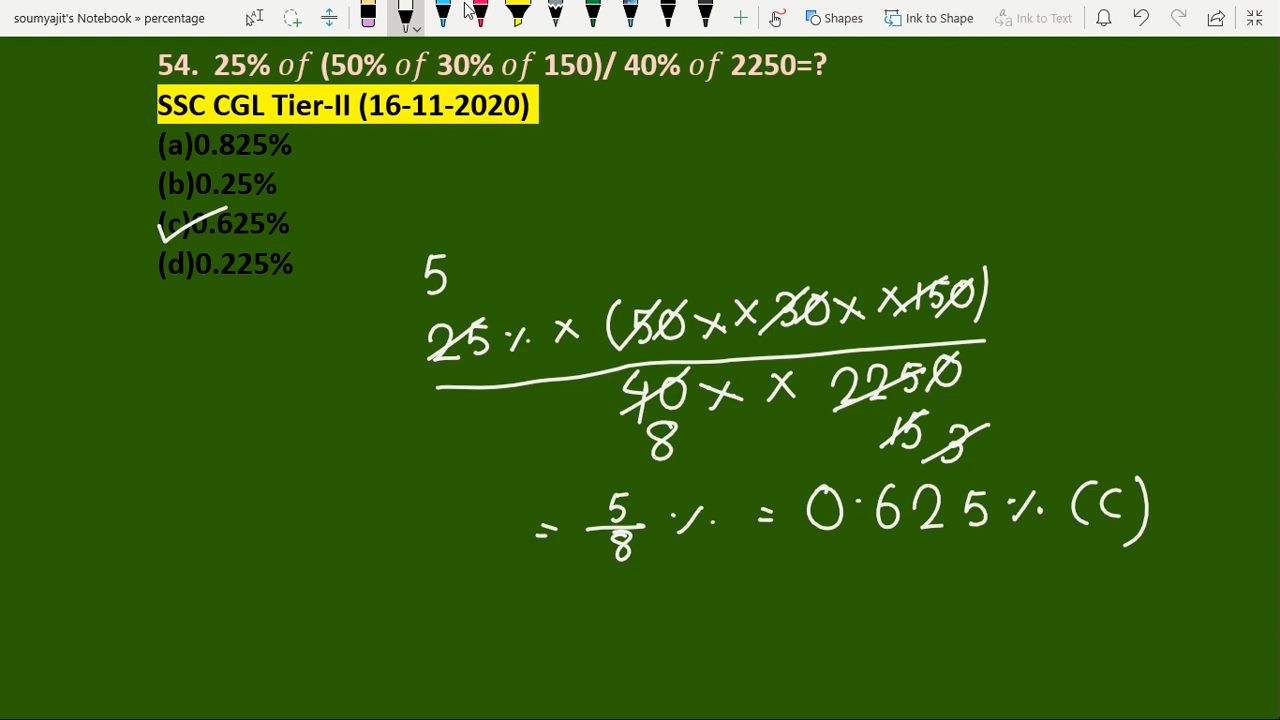 soumyajit's Notebook » percentage
Shapes
Ink to Shape
Ink to Text
54. 25% of (50% of 30% of 150)/ 40% of 2250=?
SSC CGL Tier-II (16-11-2020)
(a)0.825%
(b)0.25%
(c)0.625%
(d)0.225%
5
25% × (50% × 30% × 150)
40% × 2250
8 15 3
= 5/8 % = 0.625% (C)